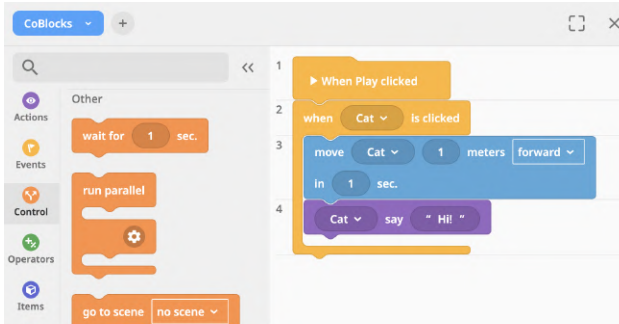 CoBlocks
Other
Actions
Events
Control
Operators
Items
wait for 1 sec.
run parallel
go to scene no scene
1
When Play clicked
2
when Cat is clicked
3
move Cat 1 meters forward
in 1 sec.
4
Cat say " Hi! "